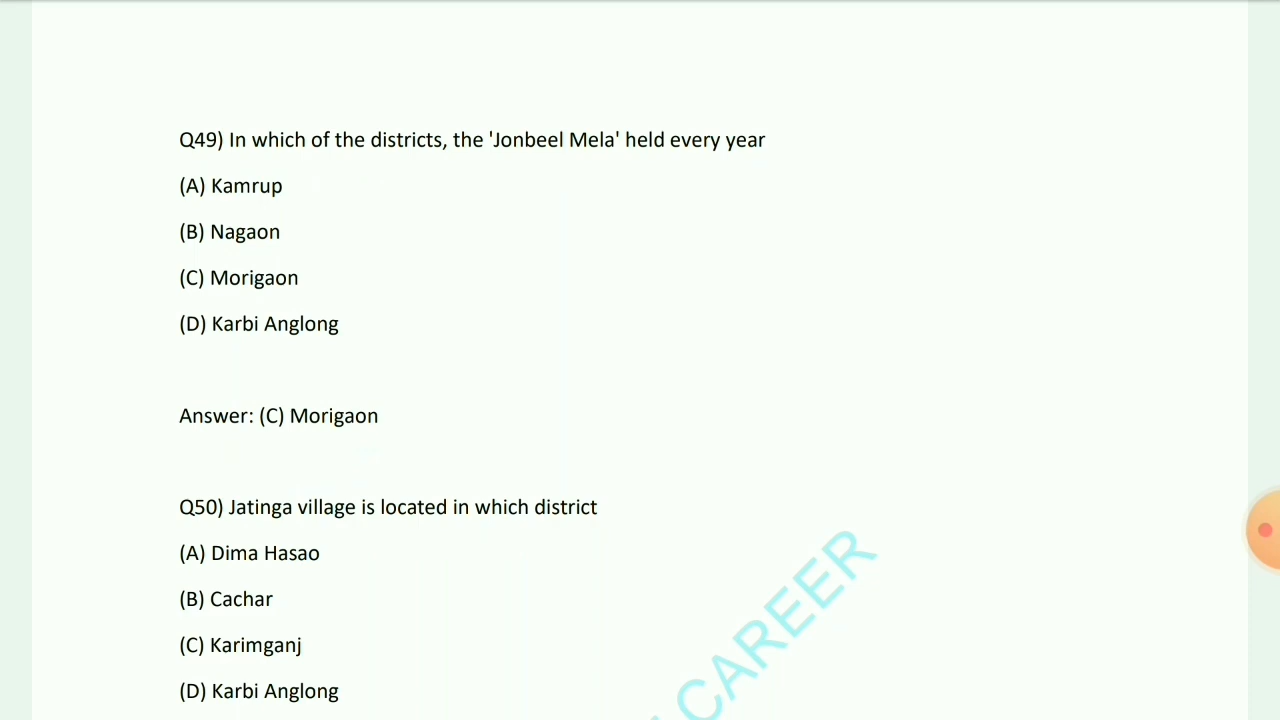 Q49) In which of the districts, the 'Jonbeel Mela' held every year
(A) Kamrup
(B) Nagaon
(C) Morigaon
(D) Karbi Anglong
Answer: (C) Morigaon
Q50) Jatinga village is located in which district
(A) Dima Hasao
(B) Cachar
(C) Karimganj
(D) Karbi Anglong
CAREER